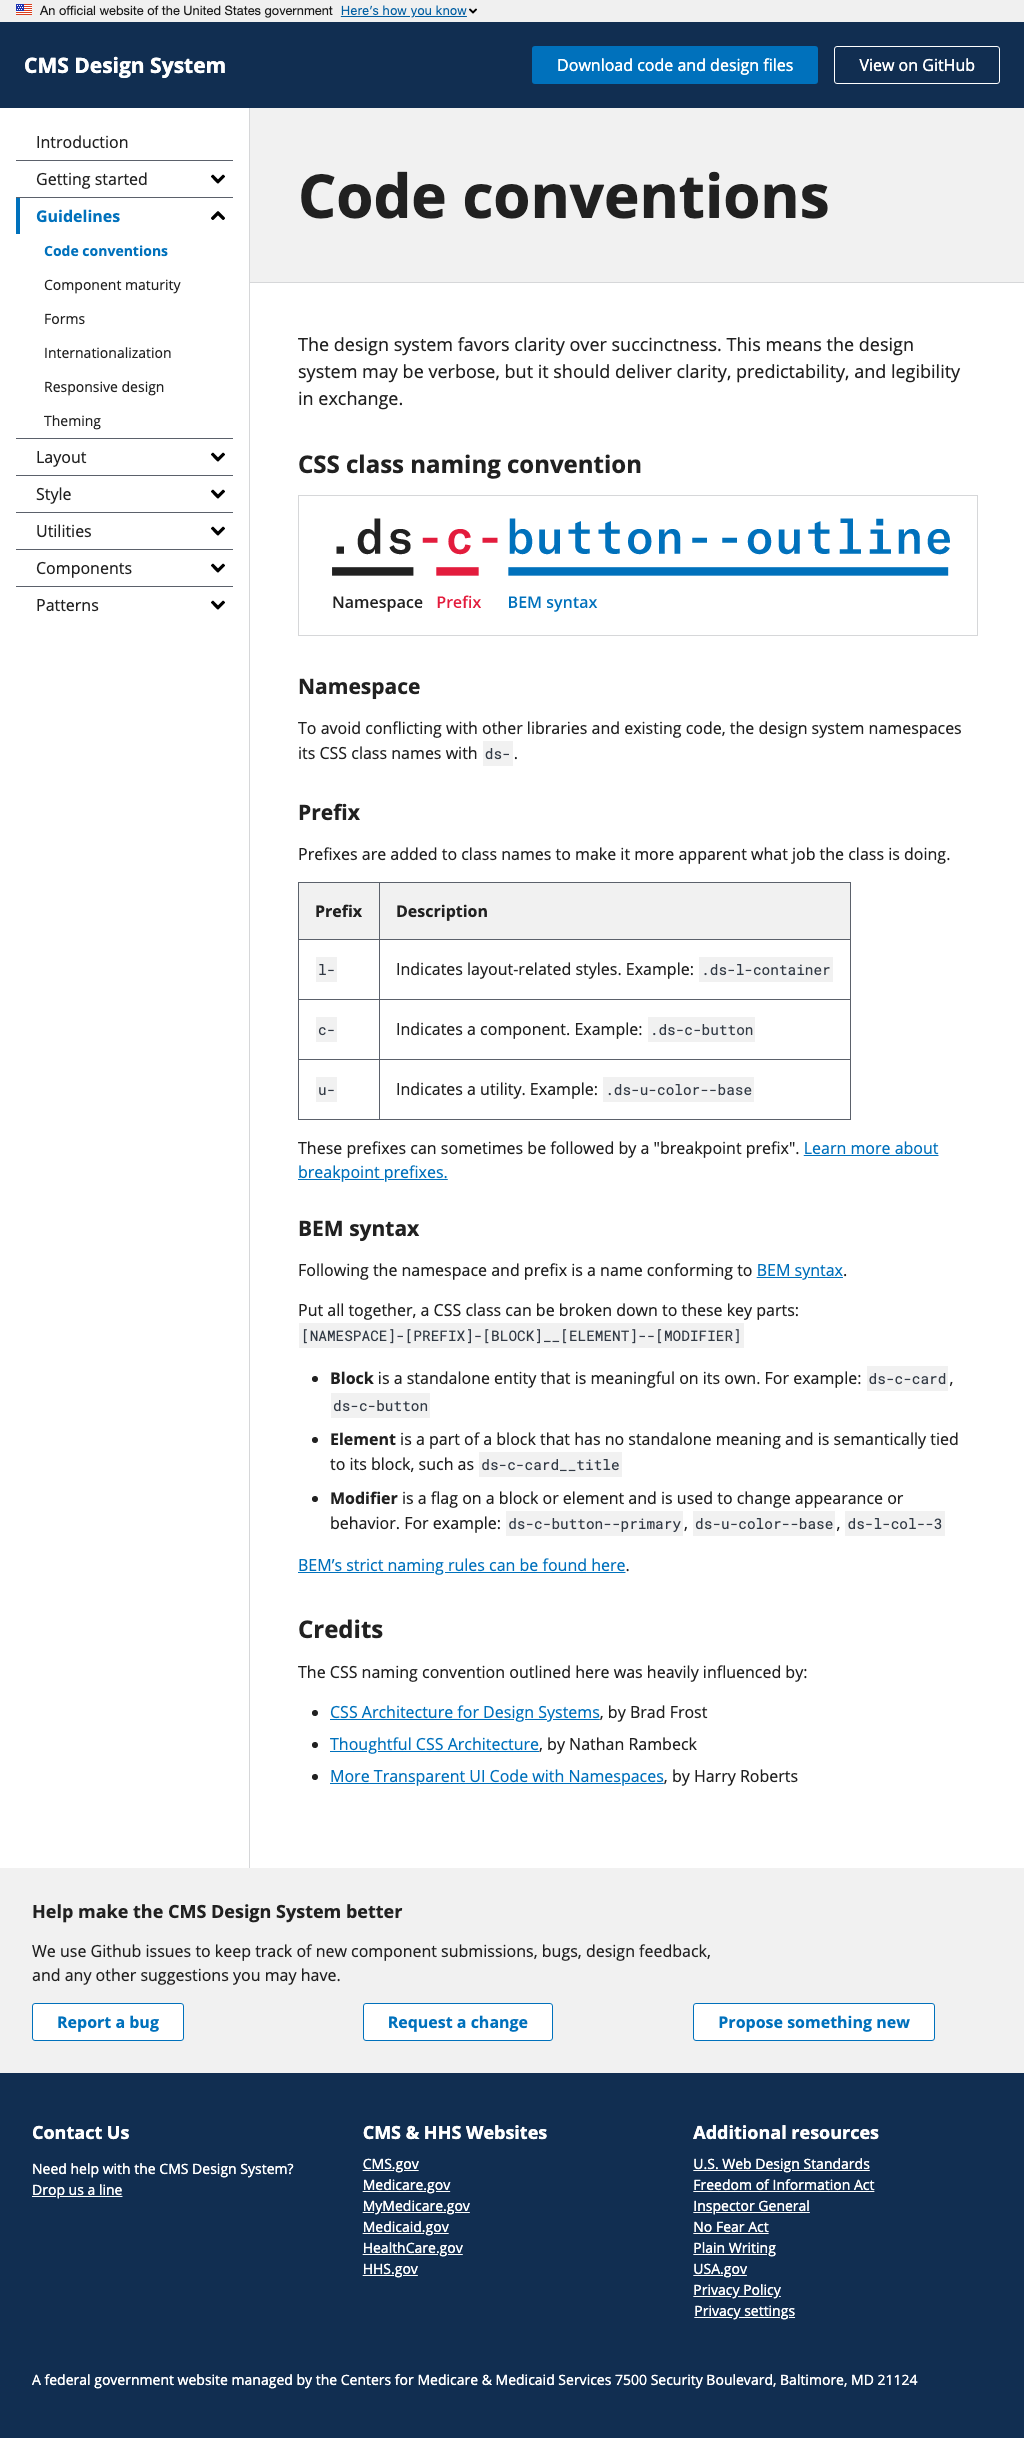 An official website of the United States government Here's how you know
CMS Design System
Download code and design files
View on GitHub
Introduction
Getting started
Guidelines
Code conventions
Component maturity
Forms
Internationalization
Responsive design
Theming
Layout
Style
Utilities
Components
Patterns
Code conventions
The design system favors clarity over succinctness. This means the design
system may be verbose, but it should deliver clarity, predictability, and legibility
in exchange.
CSS class naming convention
.ds-c-button--outline
Namespace Prefix BEM syntax
Namespace
To avoid conflicting with other libraries and existing code, the design system namespaces
its CSS class names with ds-.
Prefix
Prefixes are added to class names to make it more apparent what job the class is doing.
Prefix Description
l- Indicates layout-related styles. Example: .ds-l-container
c- Indicates a component. Example: .ds-c-button
u- Indicates a utility. Example: .ds-u-color--base
These prefixes can sometimes be followed by a "breakpoint prefix". Learn more about
breakpoint prefixes.
BEM syntax
Following the namespace and prefix is a name conforming to BEM syntax.
Put all together, a CSS class can be broken down to these key parts:
[NAMESPACE]-[PREFIX]-[BLOCK]__[ELEMENT]--[MODIFIER]
• Block is a standalone entity that is meaningful on its own. For example: ds-c-card,
ds-c-button
• Element is a part of a block that has no standalone meaning and is semantically tied
to its block, such as ds-c-card__title
• Modifier is a flag on a block or element and is used to change appearance or
behavior. For example: ds-c-button--primary, ds-u-color--base, ds-l-col--3
BEM’s strict naming rules can be found here.
Credits
The CSS naming convention outlined here was heavily influenced by:
• CSS Architecture for Design Systems, by Brad Frost
• Thoughtful CSS Architecture, by Nathan Rambeck
• More Transparent UI Code with Namespaces, by Harry Roberts
Help make the CMS Design System better
We use Github issues to keep track of new component submissions, bugs, design feedback,
and any other suggestions you may have.
Report a bug
Request a change
Propose something new
Contact Us
Need help with the CMS Design System?
Drop us a line
CMS & HHS Websites
CMS.gov
Medicare.gov
MyMedicare.gov
Medicaid.gov
HealthCare.gov
HHS.gov
Additional resources
U.S. Web Design Standards
Freedom of Information Act
Inspector General
No Fear Act
Plain Writing
USA.gov
Privacy Policy
Privacy settings
A federal government website managed by the Centers for Medicare & Medicaid Services 7500 Security Boulevard, Baltimore, MD 21124